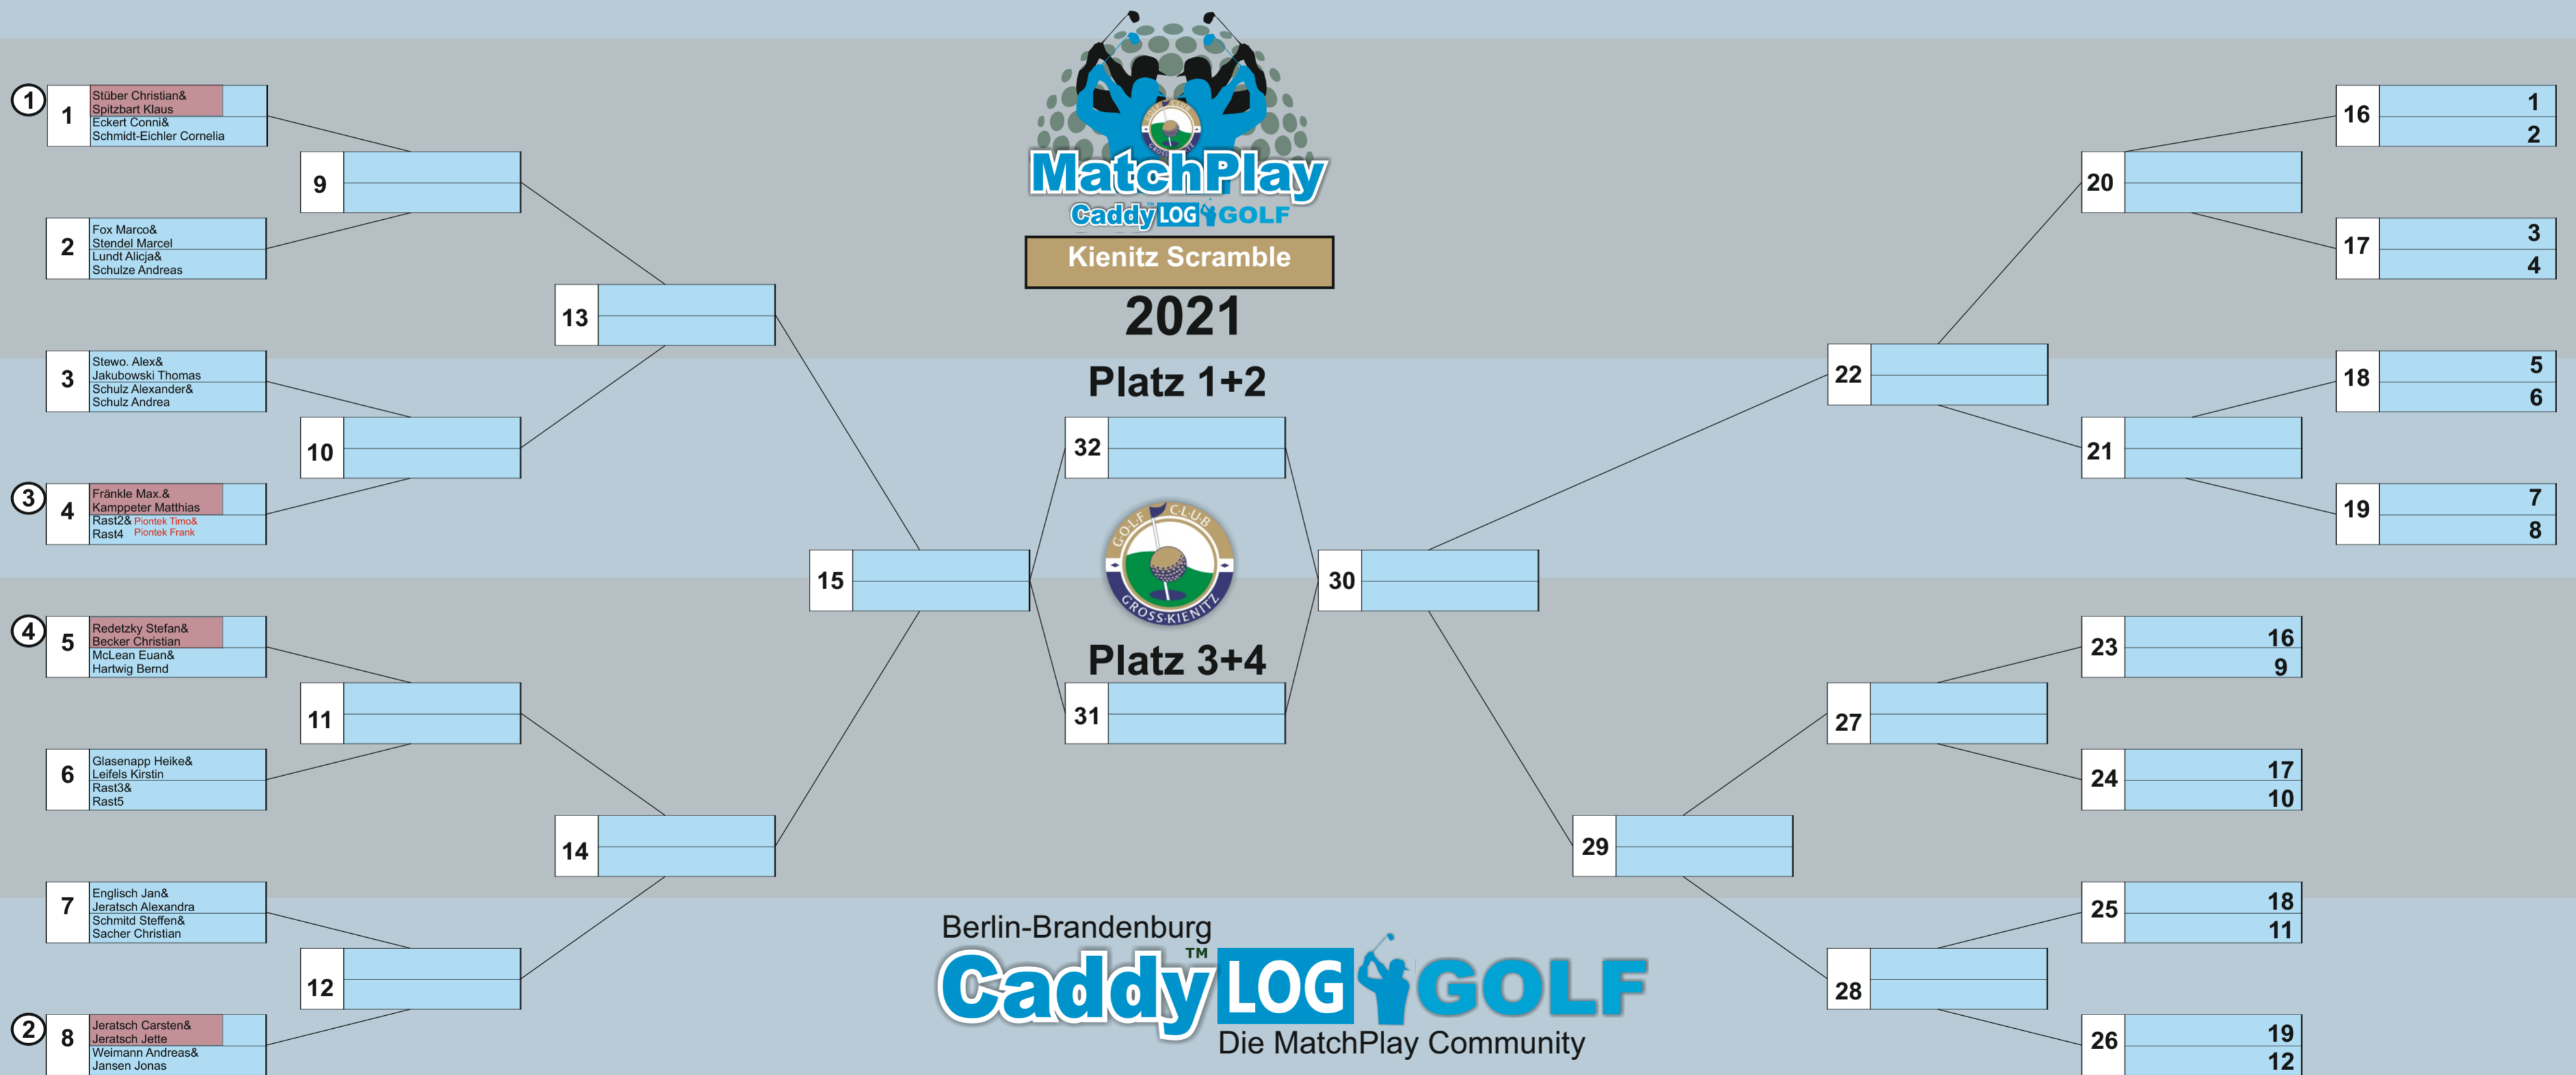 MatchPlay
Caddy LOG GOLF
Kienitz Scramble
2021
Platz 1+2
32
GOLF CLUB
GROSS-KIENITZ
Platz 3+4
31
1
1
Stüber Christian&
Spitzbart Klaus
Eckert Conni&
Schmidt-Eichler Cornelia
2
Fox Marco&
Stendel Marcel
Lundt Alicja&
Schulze Andreas
3
Stewo. Alex&
Jakubowski Thomas
Schulz Alexander&
Schulz Andrea
3
4
Fränkle Max.&
Kamppeter Matthias
Rast2& Piontek Timo&
Rast4 Piontek Frank
4
5
Redetzky Stefan&
Becker Christian
McLean Euan&
Hartwig Bernd
6
Glasenapp Heike&
Leifels Kirstin
Rast3&
Rast5
7
Englisch Jan&
Jeratsch Alexandra
Schmitd Steffen&
Sacher Christian
2
8
Jeratsch Carsten&
Jeratsch Jette
Weimann Andreas&
Jansen Jonas
9
10
11
12
13
14
15
30
22
29
20
21
27
28
16
1
2
17
3
4
18
5
6
19
7
8
23
16
9
24
17
10
25
18
11
26
19
12
Berlin-Brandenburg
Caddy™ LOG GOLF
Die MatchPlay Community